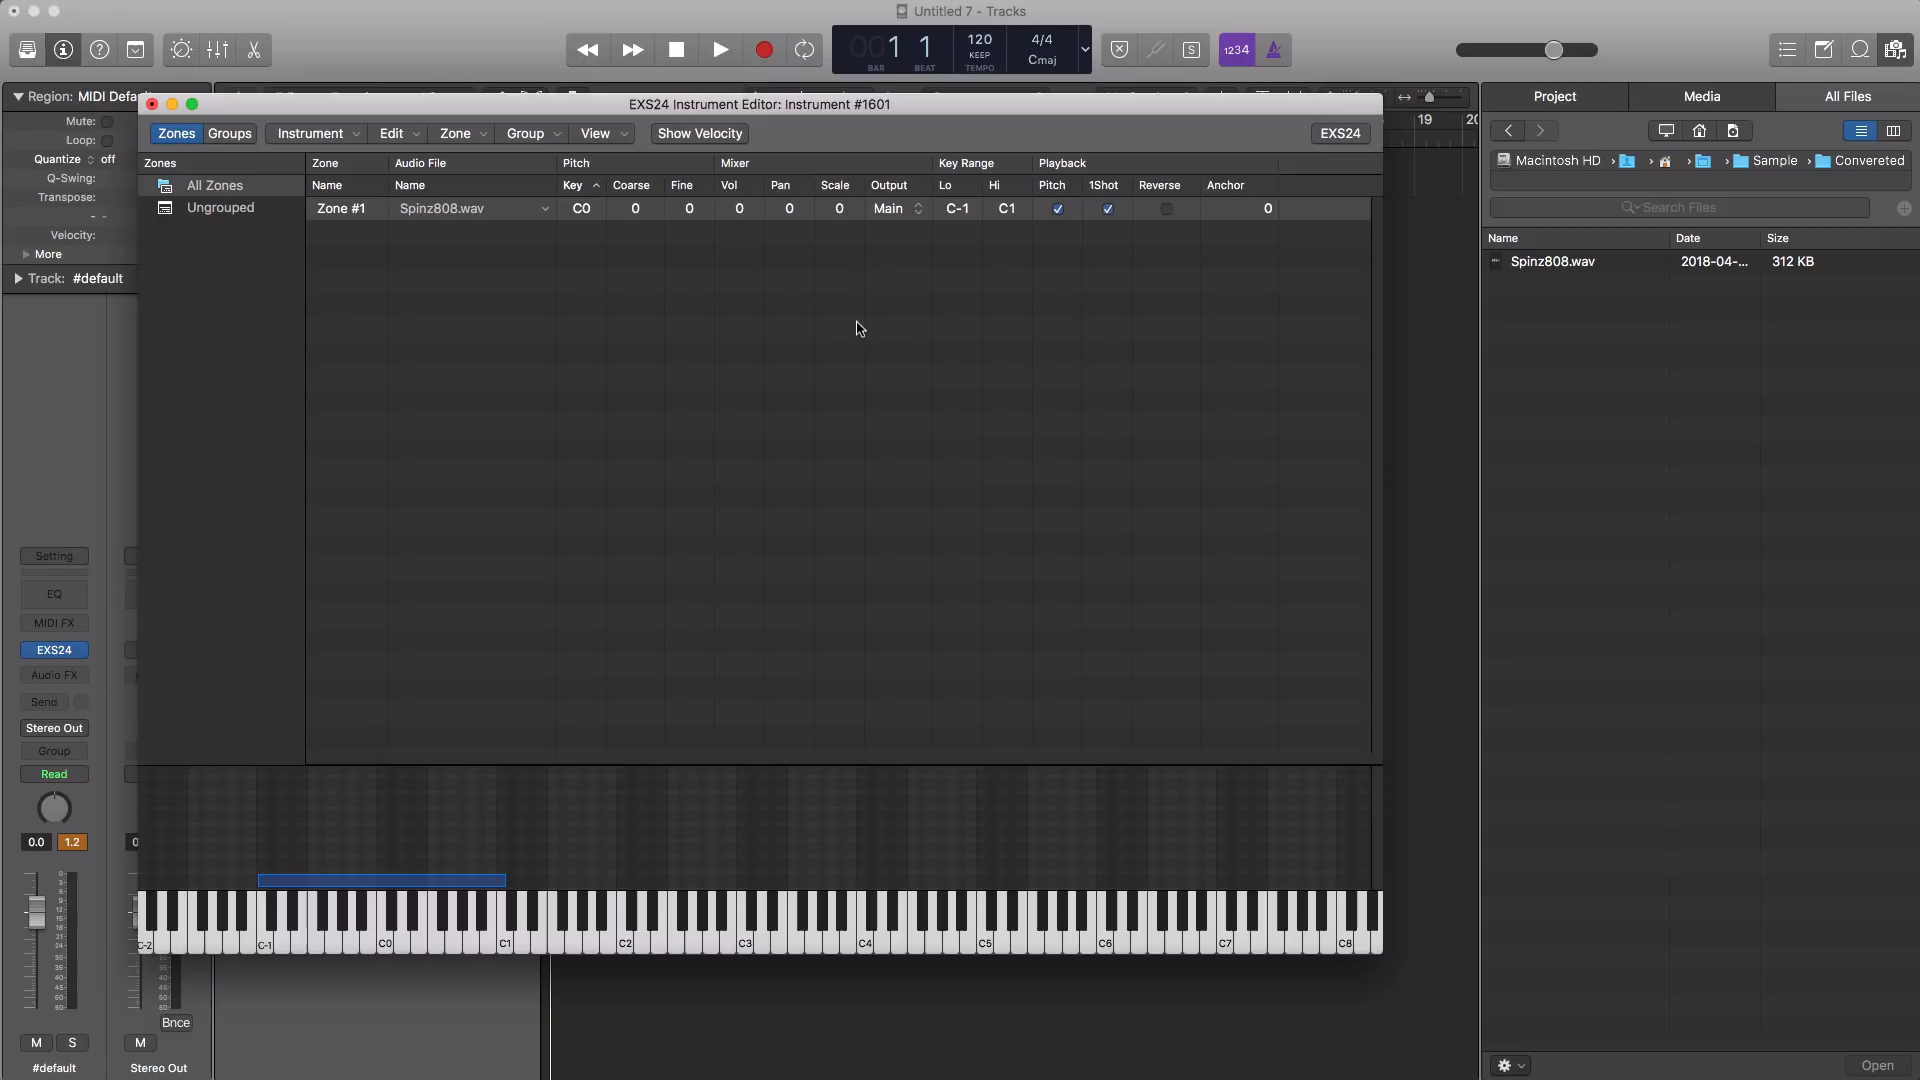 Untitled 7 - Tracks
001 1
BAR BEAT
120
KEEP
TEMPO
4/4
Cmaj
1234
Region: MIDI Defa
Mute:
Loop:
Quantize off
Q-Swing:
Transpose:
Velocity:
More
Track: #default
EXS24 Instrument Editor: Instrument #1601
Zones Groups Instrument Edit Zone Group View Show Velocity EXS24
Zones
All Zones
Ungrouped
Zone Audio File Pitch Mixer Key Range Playback
Name Name Key Coarse Fine Vol Pan Scale Output Lo Hi Pitch 1Shot Reverse Anchor
Zone #1 Spinz808.wav C0 0 0 0 0 0 Main C-1 C1 0
C-2 C-1 C0 C1 C2 C3 C4 C5 C6 C7 C8
19 20
Project Media All Files
Macintosh HD Sample Convereted
Search Files
Name Date Size
Spinz808.wav 2018-04-... 312 KB
Open
Setting
EQ
MIDI FX
EXS24
Audio FX
Send
Stereo Out
Group
Read
0.0 1.2
Bnce
M S M
#default Stereo Out